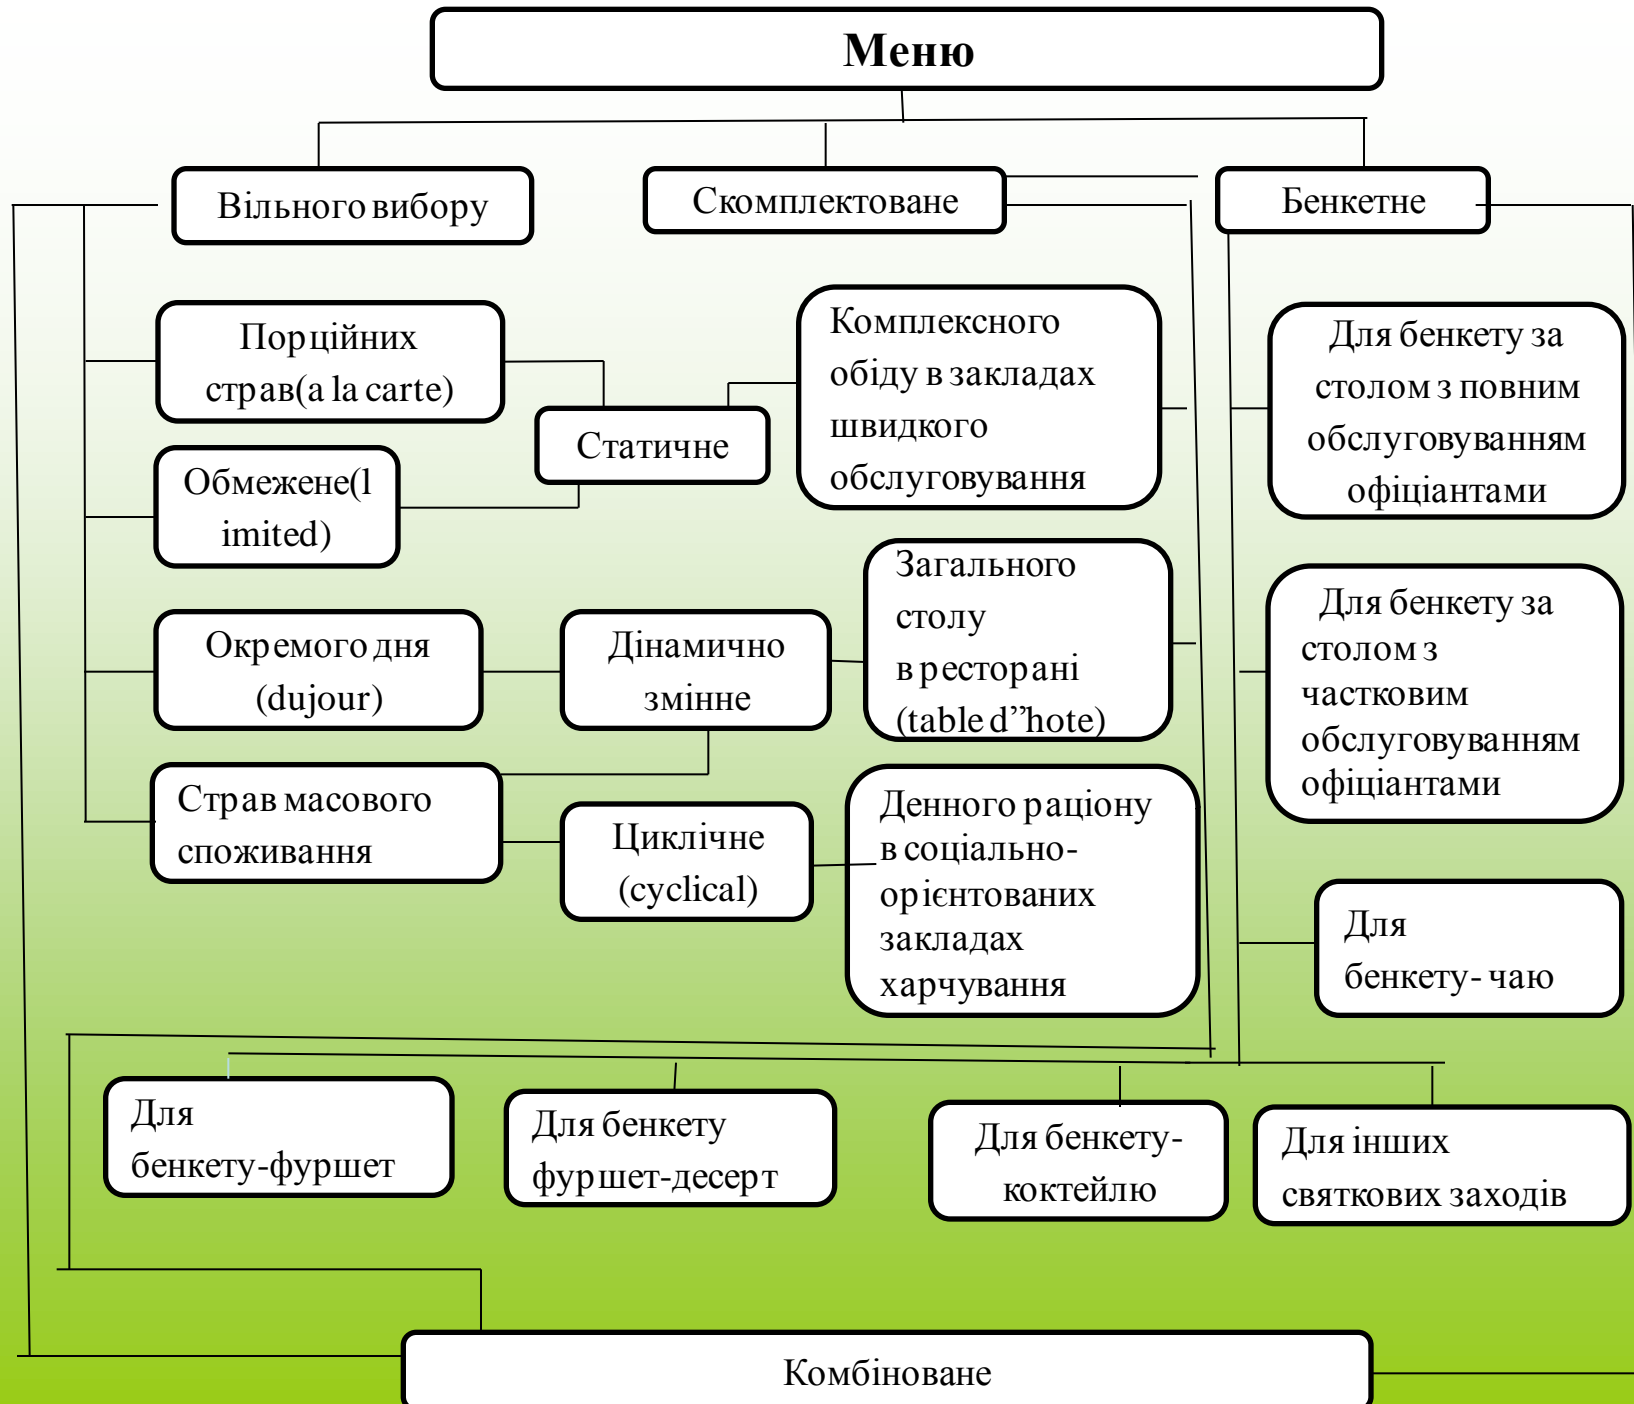 Меню
Вільного вибору
Скомплектоване
Бенкетне
Порційних
страв(a la carte)
Обмежене(l
imited)
Статичне
Комплексного
обіду в закладах
швидкого
обслуговування
Для бенкету за
столом з повним
обслуговуванням
офіціантами
Окремого дня
(dujour)
Дінамично
змінне
Загального
столу
в ресторані
(table d”hote)
Для бенкету за
столом з
частковим
обслуговуванням
офіціантами
Страв масового
споживання
Циклічне
(cyclical)
Денного раціону
в соціально-
орієнтованих
закладах
харчування
Для
бенкету- чаю
Для
бенкету-фуршет
Для бенкету
фуршет-десерт
Для бенкету-
коктейлю
Для інших
святкових заходів
Комбіноване